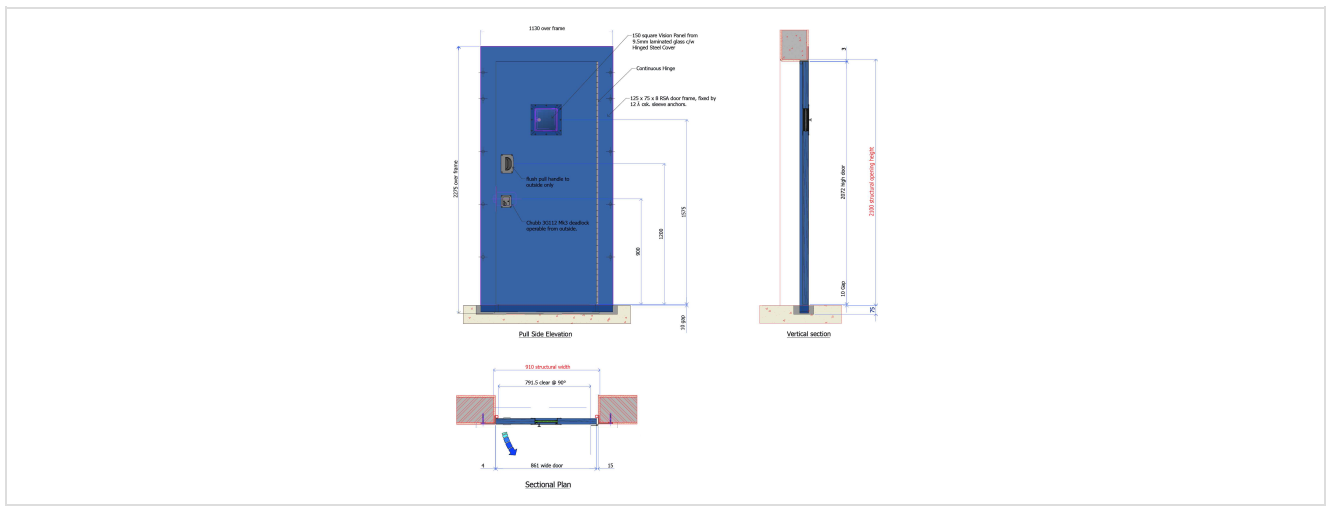 1130 over frame
150 square Vision Panel from
9.5mm laminated glass c/w
Hinged Steel Cover
Continuous Hinge
125 x 75 x 8 RSA door frame, fixed by
12 λ csk. sleeve anchors.
2275 over frame
flush pull handle to
outside only
deadlock
operable from outside.
900
1200
1575
10 gap
Pull Side Elevation
3
2072 high door
2100 structural opening height
10 Gap
75
Vertical section
910 structural width
791.5 clear @ 90°
4
861 wide door
15
Sectional Plan